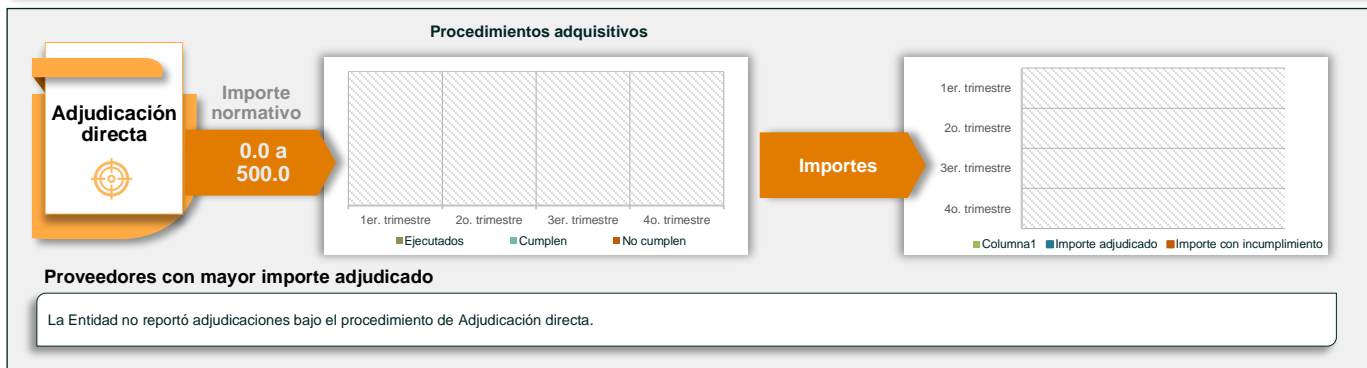 Procedimientos adquisitivos
Adjudicación
directa
Importe
normativo
0.0 a
500.0
1er. trimestre 2o. trimestre 3er. trimestre 4o. trimestre
Ejecutados Cumplen No cumplen
Importes
1er. trimestre
2o. trimestre
3er. trimestre
4o. trimestre
Columna1 Importe adjudicado Importe con incumplimiento
Proveedores con mayor importe adjudicado
La Entidad no reportó adjudicaciones bajo el procedimiento de Adjudicación directa.